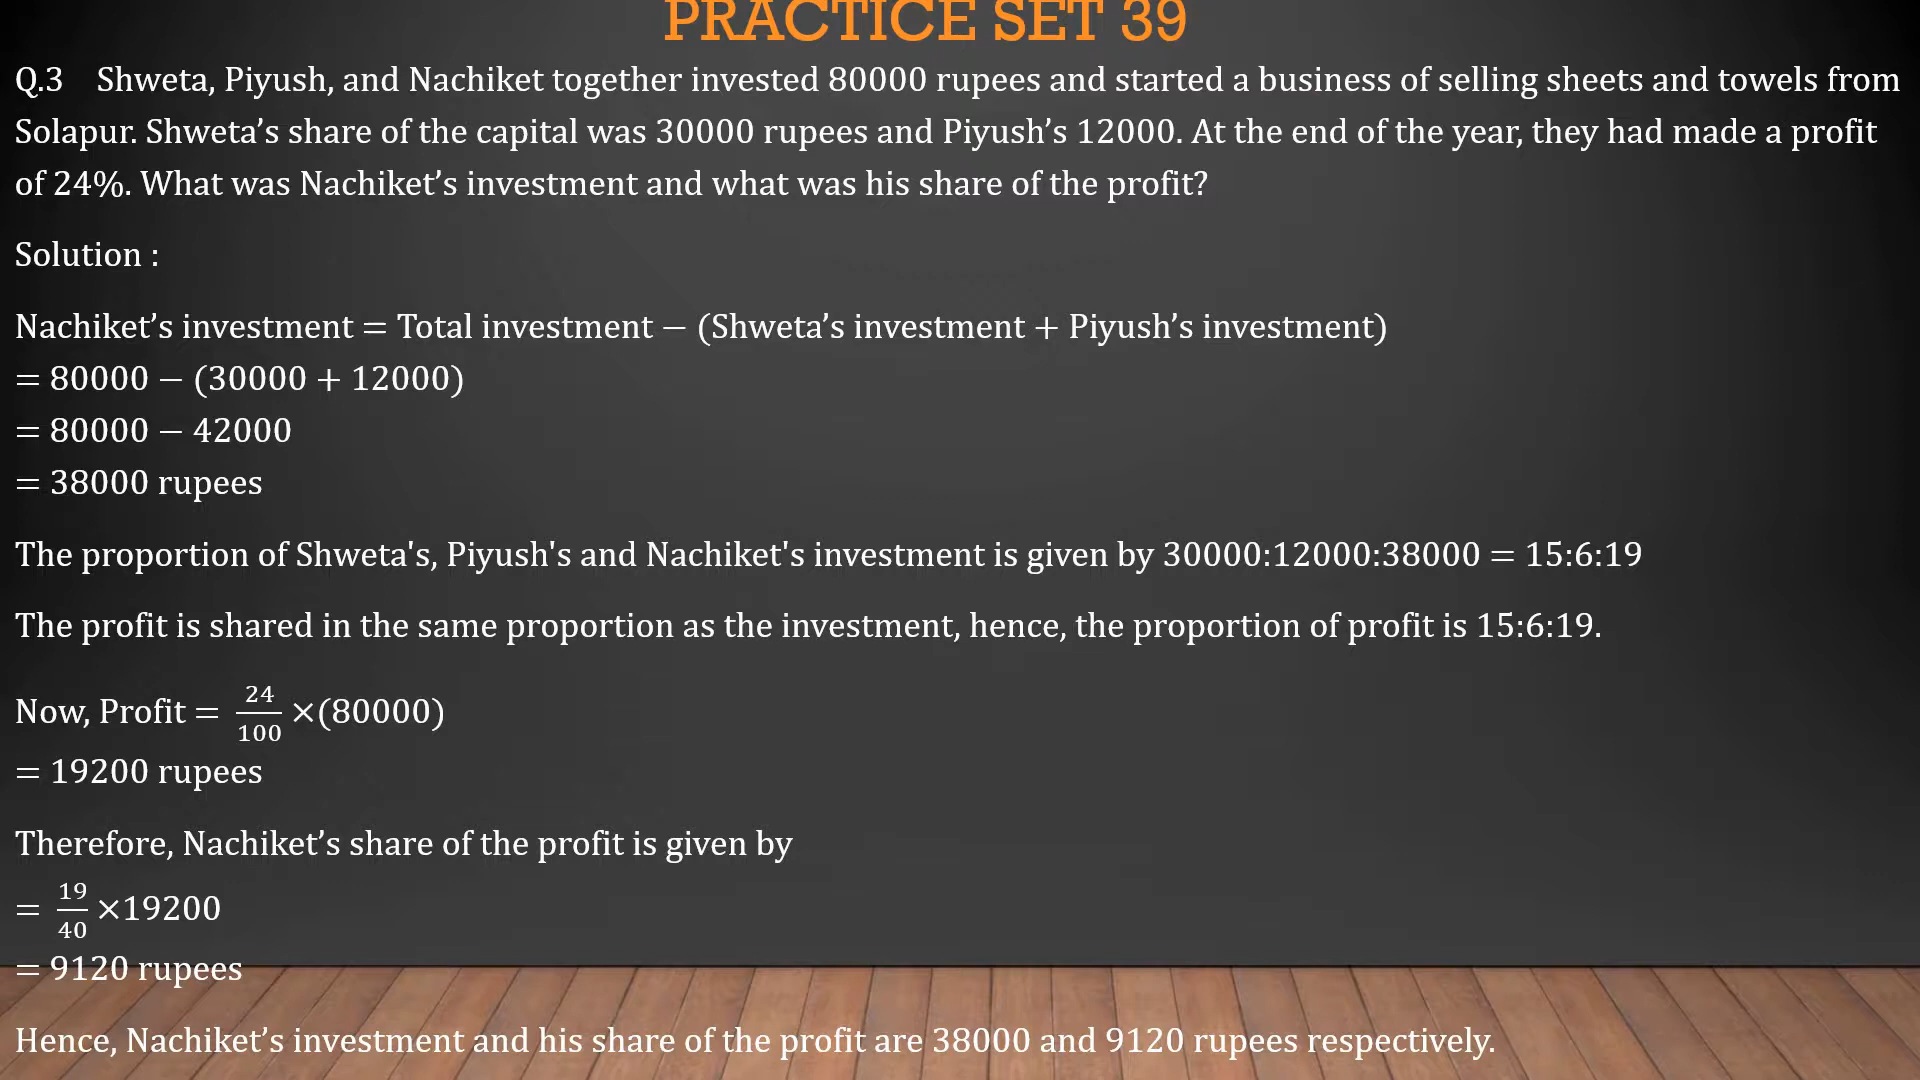 PRACTICE SET 39
Q.3 Shweta, Piyush, and Nachiket together invested 80000 rupees and started a business of selling sheets and towels from
Solapur. Shweta’s share of the capital was 30000 rupees and Piyush’s 12000. At the end of the year, they had made a profit
of 24%. What was Nachiket’s investment and what was his share of the profit?
Solution :
Nachiket’s investment = Total investment − (Shweta’s investment + Piyush’s investment)
= 80000 − (30000 + 12000)
= 80000 − 42000
= 38000 rupees
The proportion of Shweta's, Piyush's and Nachiket's investment is given by 30000:12000:38000 = 15:6:19
The profit is shared in the same proportion as the investment, hence, the proportion of profit is 15:6:19.
Now, Profit = 24/100 ×(80000)
= 19200 rupees
Therefore, Nachiket’s share of the profit is given by
= 19/40 ×19200
= 9120 rupees
Hence, Nachiket’s investment and his share of the profit are 38000 and 9120 rupees respectively.